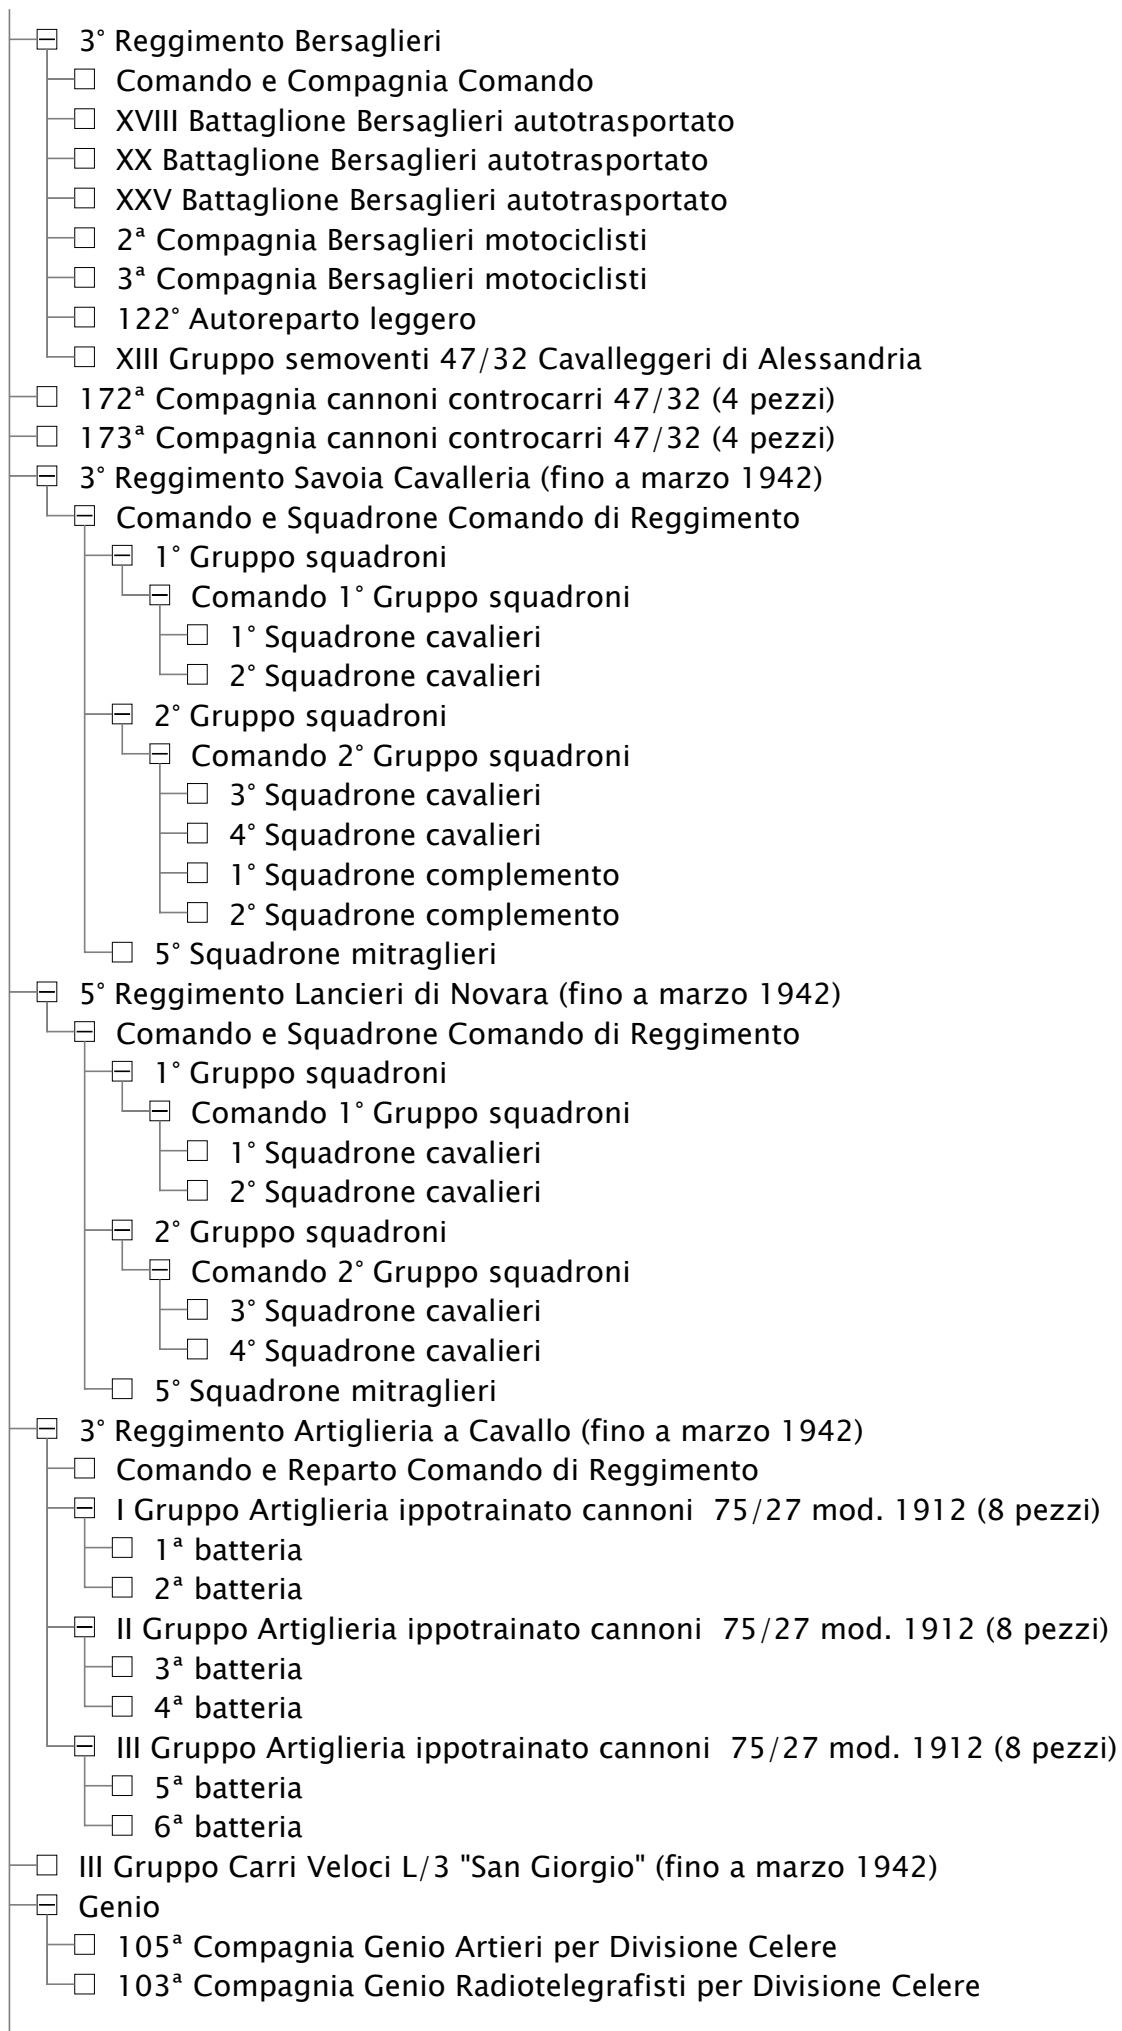 3° Reggimento Bersaglieri
Comando e Compagnia Comando
XVIII Battaglione Bersaglieri autotrasportato
XX Battaglione Bersaglieri autotrasportato
XXV Battaglione Bersaglieri autotrasportato
2ª Compagnia Bersaglieri motociclisti
3ª Compagnia Bersaglieri motociclisti
122° Autoreparto leggero
XIII Gruppo semoventi 47/32 Cavalleggeri di Alessandria
172ª Compagnia cannoni controcarri 47/32 (4 pezzi)
173ª Compagnia cannoni controcarri 47/32 (4 pezzi)
3° Reggimento Savoia Cavalleria (fino a marzo 1942)
Comando e Squadrone Comando di Reggimento
1° Gruppo squadroni
Comando 1° Gruppo squadroni
1° Squadrone cavalieri
2° Squadrone cavalieri
2° Gruppo squadroni
Comando 2° Gruppo squadroni
3° Squadrone cavalieri
4° Squadrone cavalieri
1° Squadrone complemento
2° Squadrone complemento
5° Squadrone mitraglieri
5° Reggimento Lancieri di Novara (fino a marzo 1942)
Comando e Squadrone Comando di Reggimento
1° Gruppo squadroni
Comando 1° Gruppo squadroni
1° Squadrone cavalieri
2° Squadrone cavalieri
2° Gruppo squadroni
Comando 2° Gruppo squadroni
3° Squadrone cavalieri
4° Squadrone cavalieri
5° Squadrone mitraglieri
3° Reggimento Artiglieria a Cavallo (fino a marzo 1942)
Comando e Reparto Comando di Reggimento
I Gruppo Artiglieria ippotrainato cannoni  75/27 mod. 1912 (8 pezzi)
1ª batteria
2ª batteria
II Gruppo Artiglieria ippotrainato cannoni  75/27 mod. 1912 (8 pezzi)
3ª batteria
4ª batteria
III Gruppo Artiglieria ippotrainato cannoni  75/27 mod. 1912 (8 pezzi)
5ª batteria
6ª batteria
III Gruppo Carri Veloci L/3 "San Giorgio" (fino a marzo 1942)
Genio
105ª Compagnia Genio Artieri per Divisione Celere
103ª Compagnia Genio Radiotelegrafisti per Divisione Celere